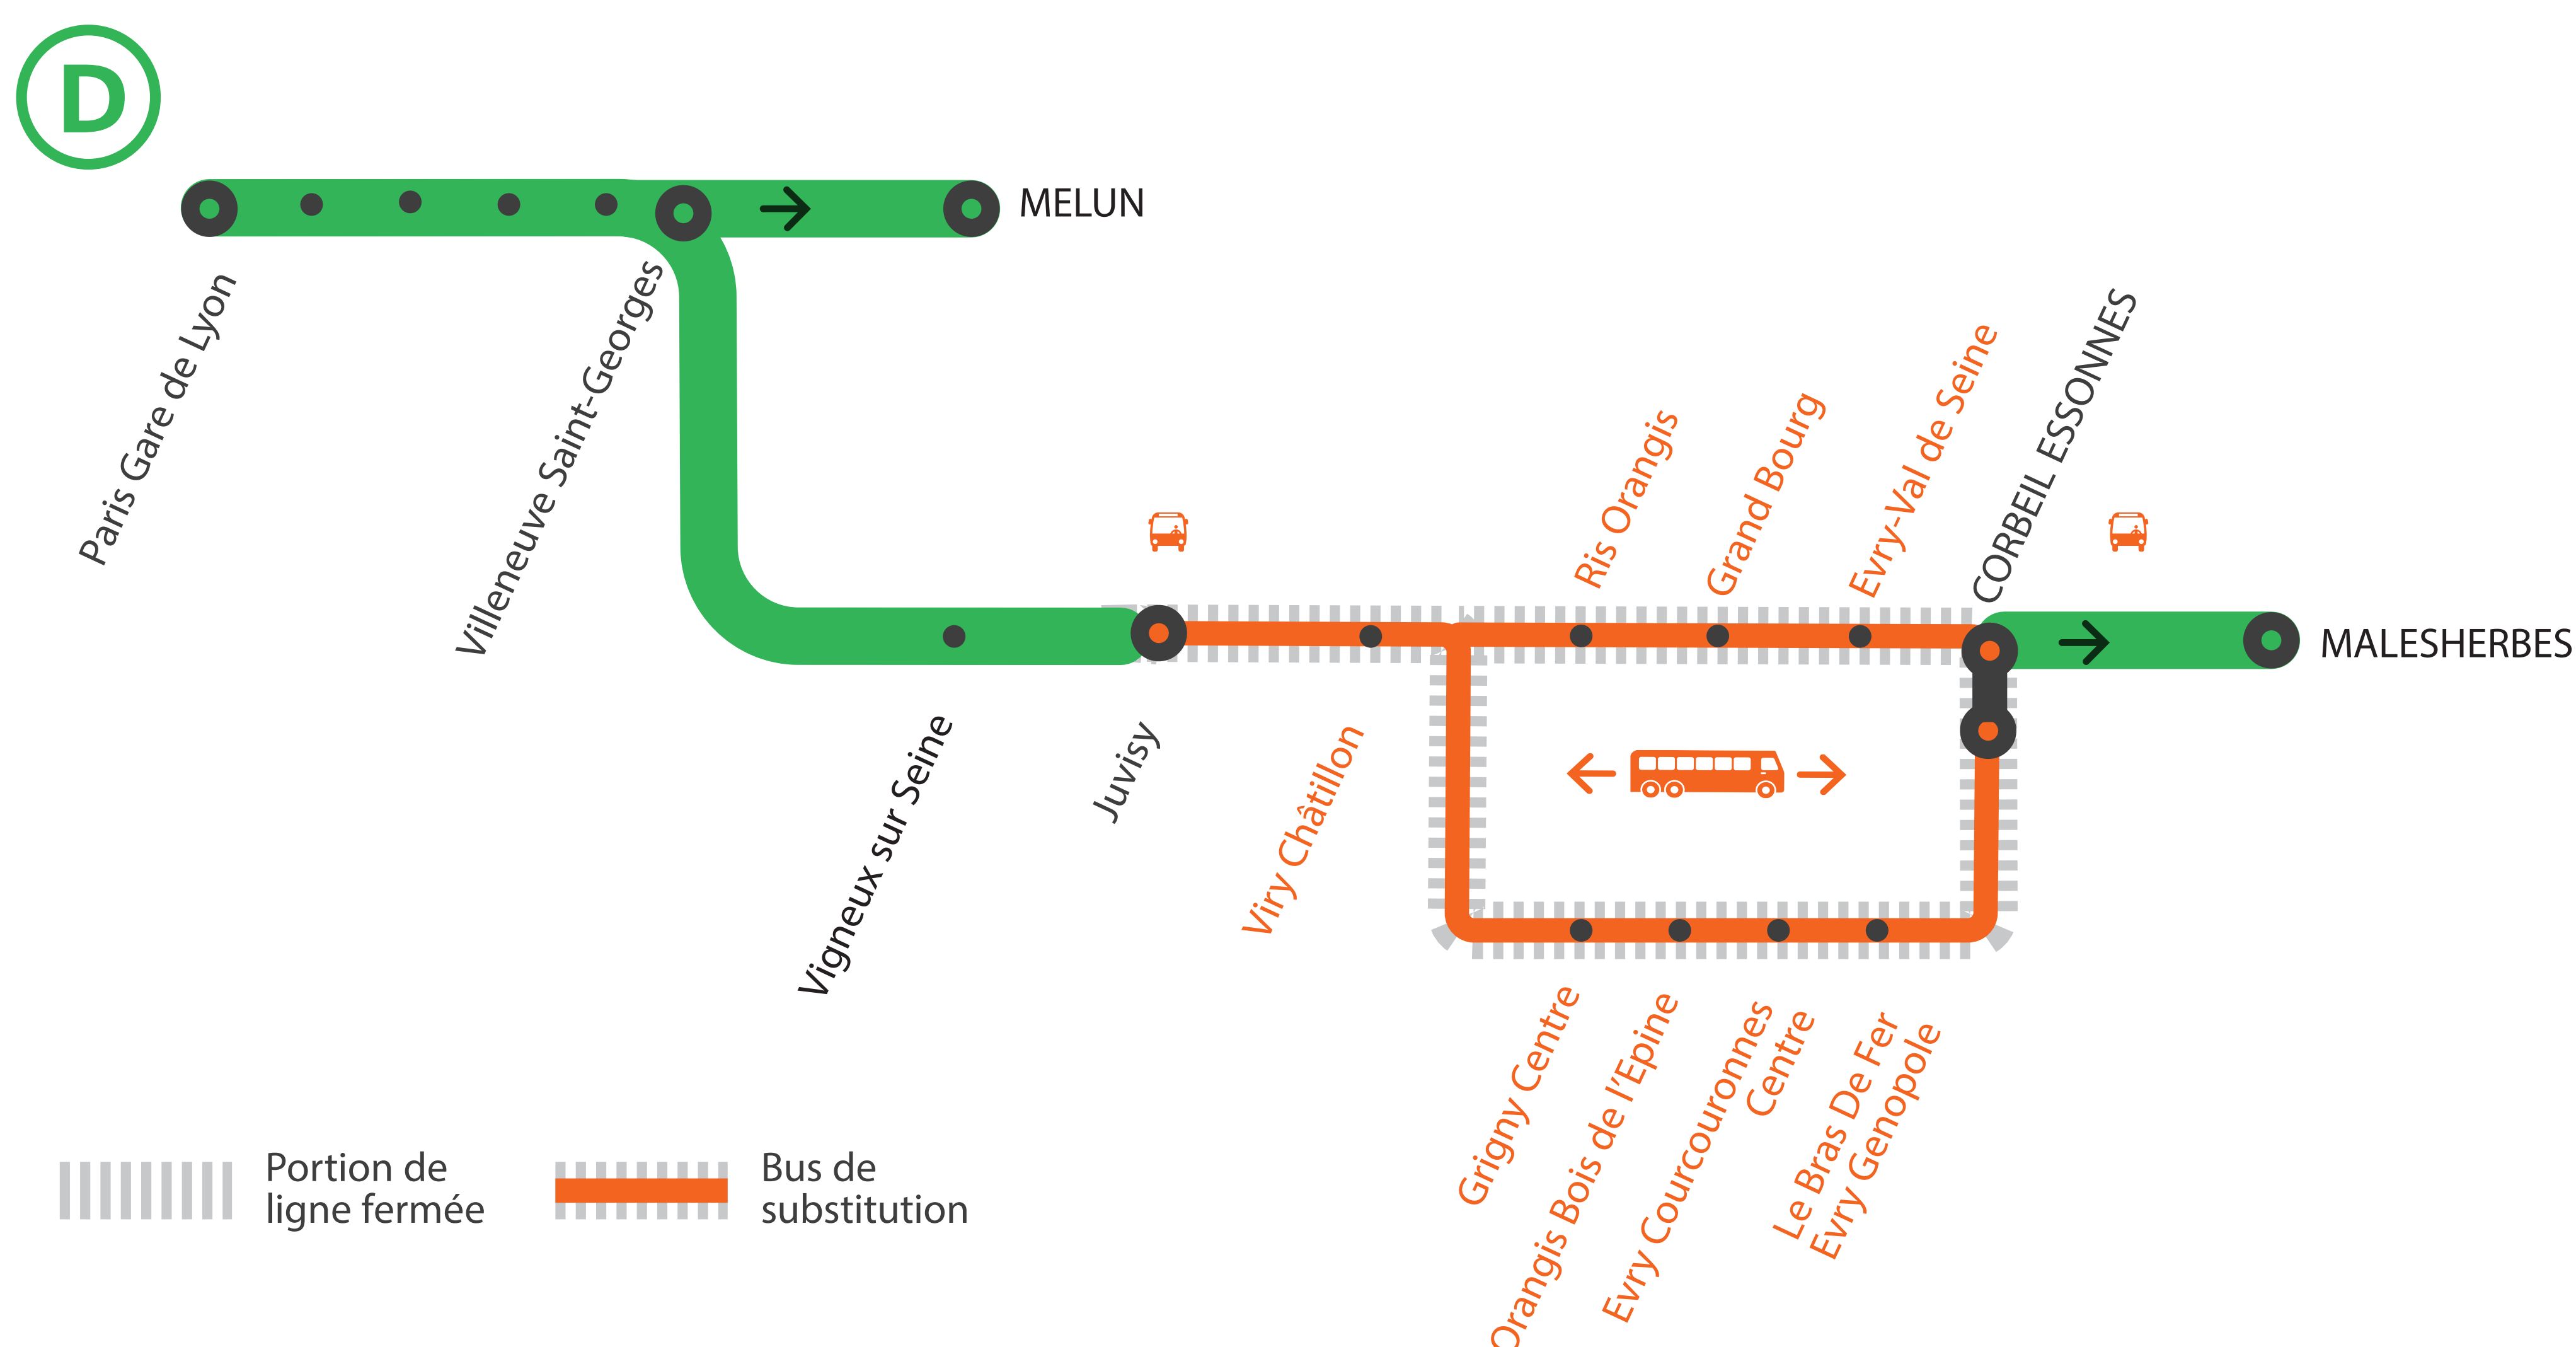 D
MELUN
Paris Gare de Lyon
Villeneuve Saint-Georges
Ris Orangis
Grand Bourg
Evry-Val de Seine
CORBEIL ESSONNES
MALESHERBES
Vigneux sur Seine
Juvisy
Viry Châtillon
Grigny Centre
Orangis Bois de l'Epine
Evry Courcouronnes
Centre
Le Bras De Fer
Evry Genopole
Portion de
ligne fermée
Bus de
substitution